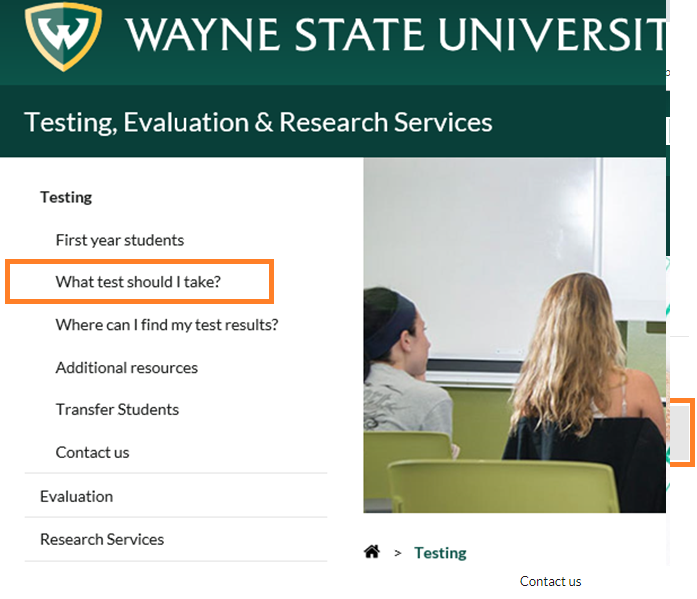 WAYNE STATE UNIVERSIT
Testing, Evaluation & Research Services
Testing
First year students
What test should I take?
Where can I find my test results?
Additional resources
Transfer Students
Contact us
Evaluation
Research Services
> Testing
Contact us